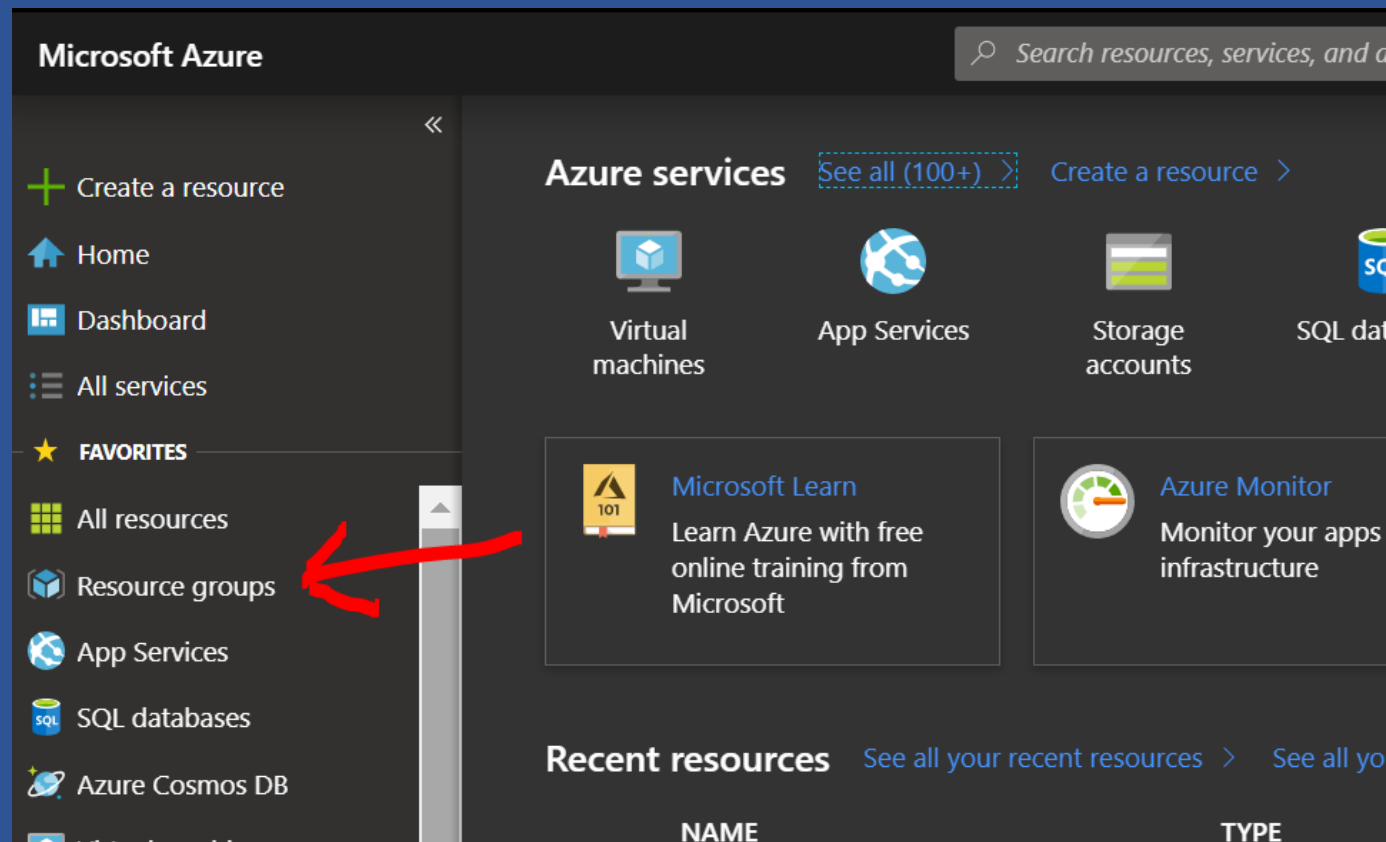 Microsoft Azure
Search resources, services, and
Create a resource
Home
Dashboard
All services
FAVORITES
All resources
Resource groups
App Services
SQL databases
Azure Cosmos DB
Azure services
See all (100+)
Create a resource
Virtual
machines
App Services
Storage
accounts
SQL
101
Microsoft Learn
Learn Azure with free
online training from
Microsoft
Azure Monitor
Monitor your apps
infrastructure
Recent resources
See all your recent resources
See all
NAME
TYPE